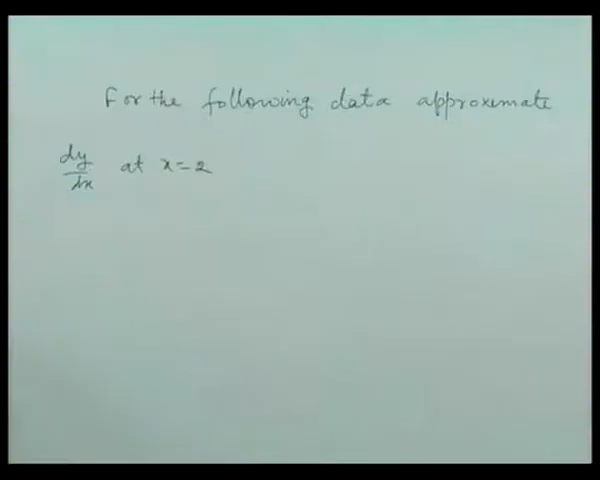 For the following data approximate
dy/dx at x=2